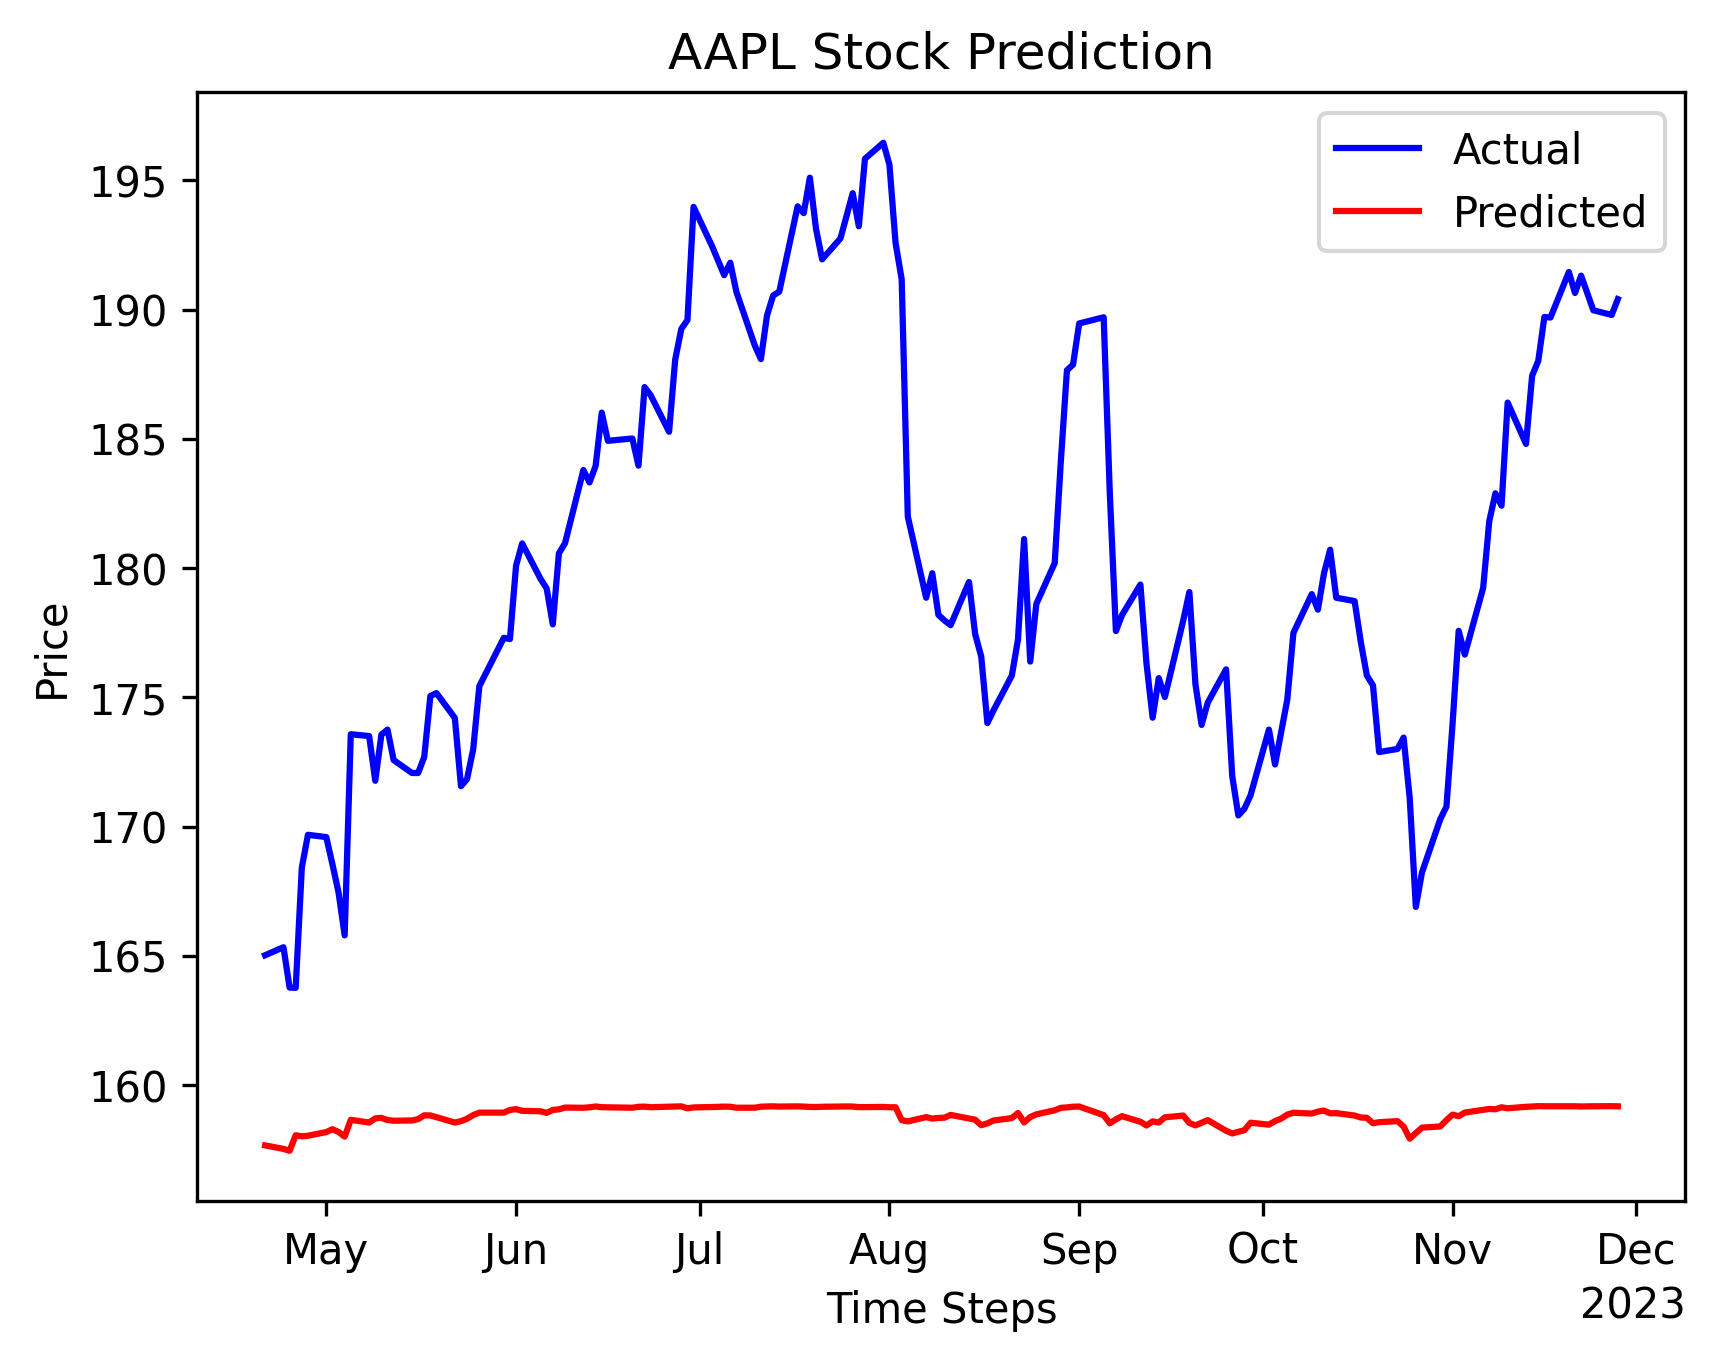 AAPL Stock Prediction
Actual
Predicted
195
190
185
180
175
170
165
160
Price
May Jun Jul Aug Sep Oct Nov Dec
2023
Time Steps